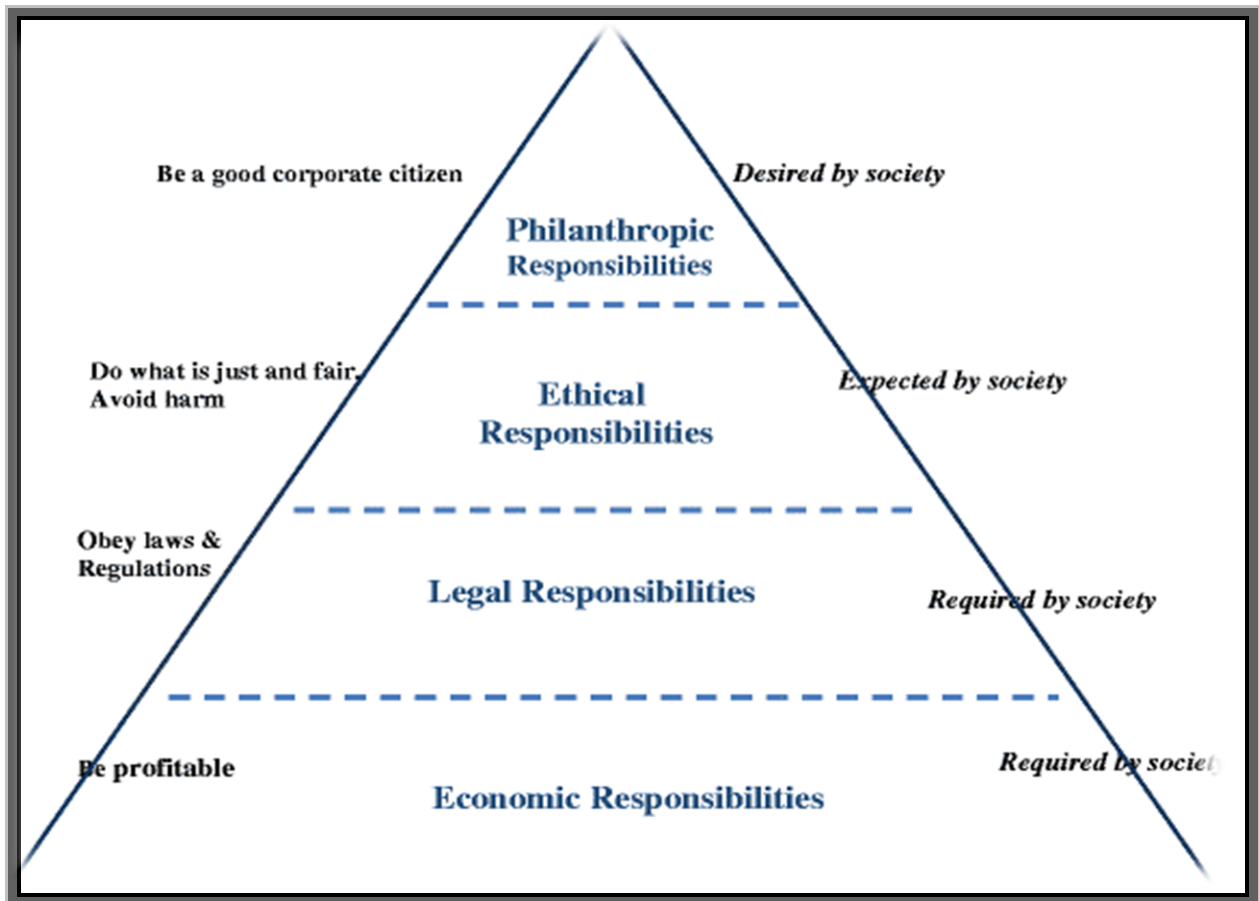 Be a good corporate citizen
Desired by society
Philanthropic
Responsibilities
Do what is just and fair,
Avoid harm
Expected by society
Ethical
Responsibilities
Obey laws &
Regulations
Legal Responsibilities
Required by society
Be profitable
Required by society
Economic Responsibilities